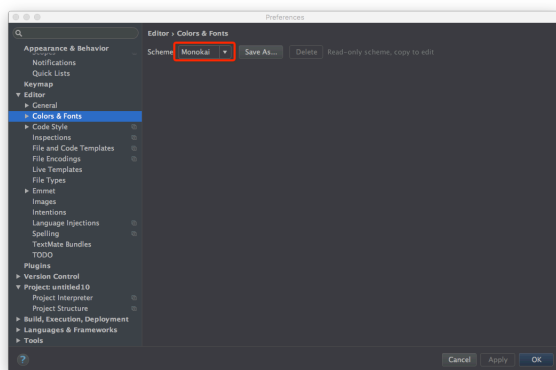 Preferences
Editor › Colors & Fonts
Appearance & Behavior
Scheme Monokai Save As... Delete Read-only scheme, copy to edit
Notifications
Quick Lists
Keymap
Editor
General
Colors & Fonts
Code Style
Inspections
File and Code Templates
File Encodings
Live Templates
File Types
Emmet
Images
Intentions
Language Injections
Spelling
TextMate Bundles
TODO
Plugins
Version Control
Project: untitled10
Project Interpreter
Project Structure
Build, Execution, Deployment
Languages & Frameworks
Tools
? Cancel Apply OK